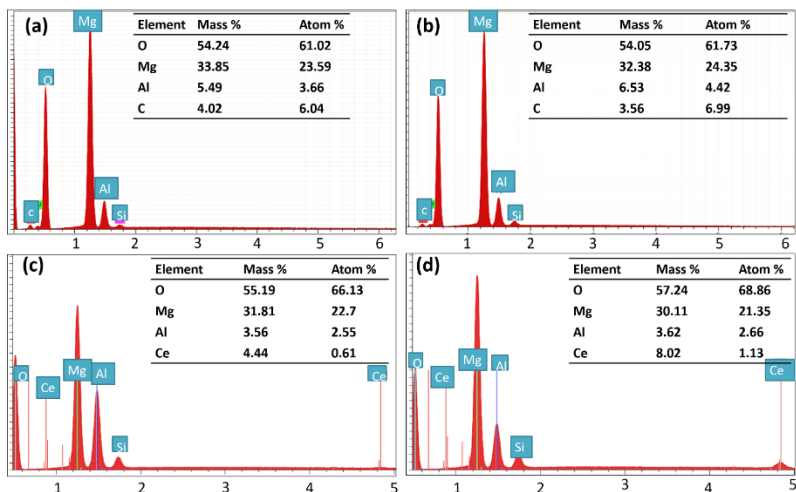 (a)
Mg
O
Al
Si
c
Element Mass % Atom %
O 54.24 61.02
Mg 33.85 23.59
Al 5.49 3.66
C 4.02 6.04
1 2 3 4 5 6
(b)
Mg
O
Al
Si
c
Element Mass % Atom %
O 54.05 61.73
Mg 32.38 24.35
Al 6.53 4.42
C 3.56 6.99
1 2 3 4 5 6
(c)
O
Ce
Mg
Al
Si
Ce
Element Mass % Atom %
O 55.19 66.13
Mg 31.81 22.7
Al 3.56 2.55
Ce 4.44 0.61
1 2 3 4 5
(d)
O
Ce
Mg
Al
Si
Ce
Element Mass % Atom %
O 57.24 68.86
Mg 30.11 21.35
Al 3.62 2.66
Ce 8.02 1.13
1 2 3 4 5